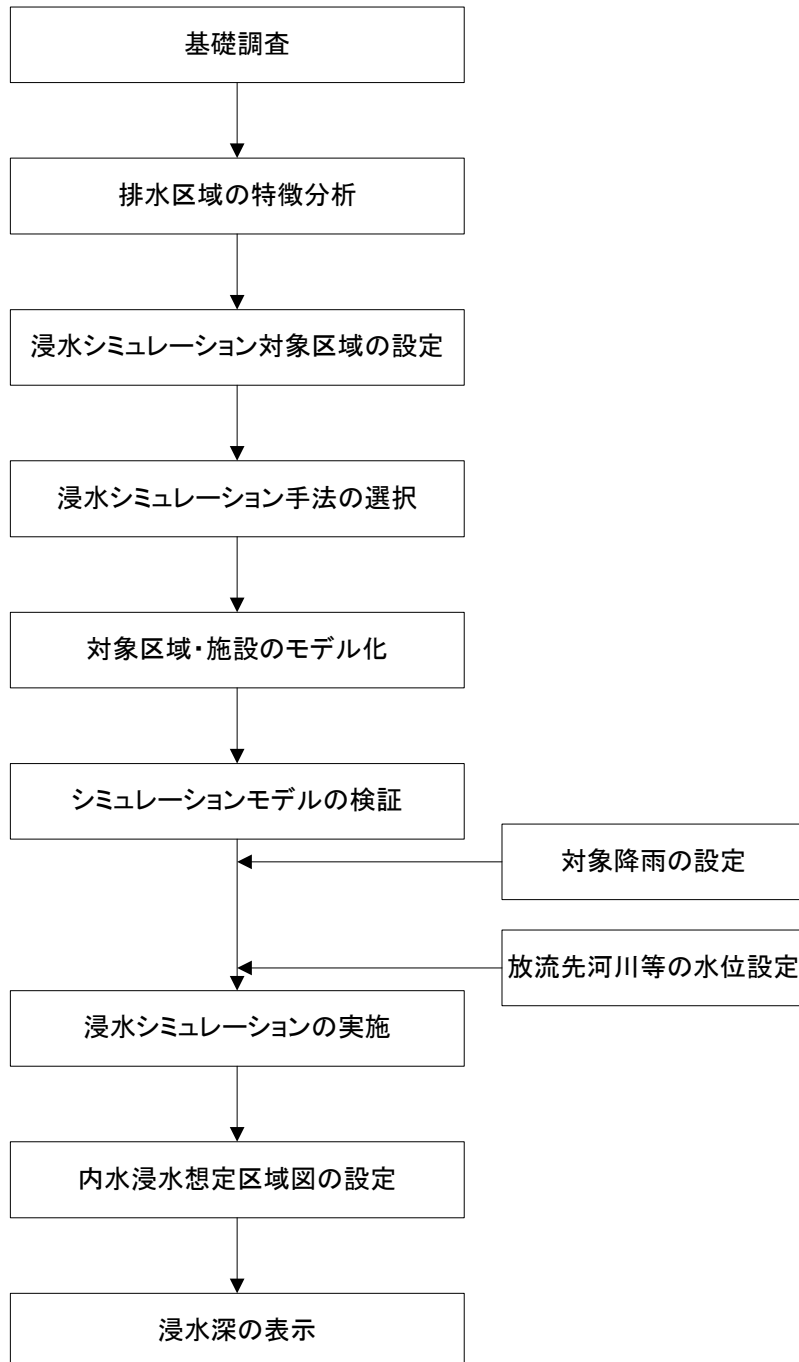 基礎調査
排水区域の特徴分析
浸水シミュレーション対象区域の設定
浸水シミュレーション手法の選択
対象区域・施設のモデル化
シミュレーションモデルの検証
対象降雨の設定
放流先河川等の水位設定
浸水シミュレーションの実施
内水浸水想定区域図の設定
浸水深の表示